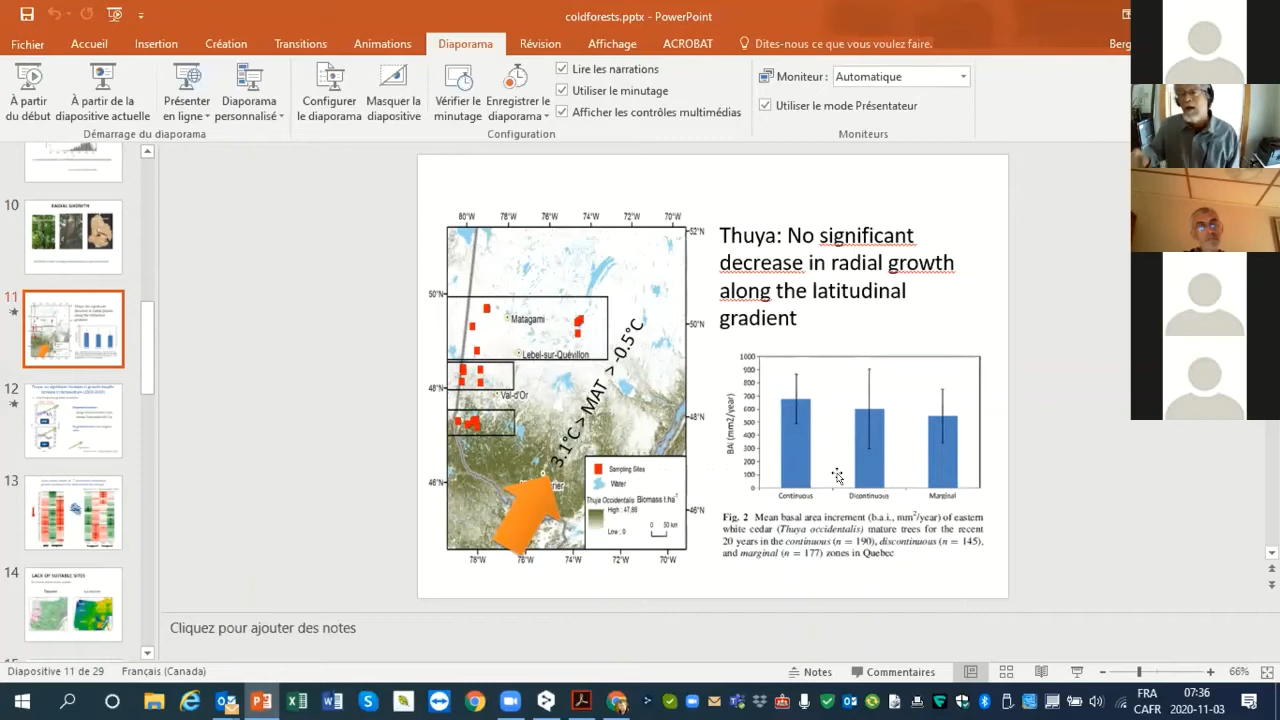 coldforests.pptx - PowerPoint
Fichier
Accueil
Insertion
Création
Transitions
Animations
Diaporama
Révision
Affichage
ACROBAT
Dites-nous ce que vous voulez faire.
Berg
À partir
du début
À partir de la
diapositive actuelle
Présenter
en ligne
Diaporama
personnalisé
Démarrage du diaporama
Configurer
le diaporama
Masquer la
diapositive
Vérifier le
minutage
Enregistrer le
diaporama
Lire les narrations
Utiliser le minutage
Afficher les contrôles multimédias
Configuration
Moniteur :
Automatique
Utiliser le mode Présentateur
Moniteurs
10
RADIAL GROWTH
11
12
13
14
LACK OF SUITABLE SITES
80°W 78°W 76°W 74°W 72°W 70°W
52°N
50°N
50°N
48°N
48°N
46°N
46°N
78°W 76°W 74°W 72°W 70°W
Matagami
Lebel-sur-Quévillon
Val-d'Or
3.1°C > MAT > -0.5°C
Sampling Sites
Water
Thuja Occidentalis Biomass t.ha⁻¹
High : 47,88
Low : 0
0 50 km
Thuya: No significant
decrease in radial growth
along the latitudinal
gradient
BAI (mm2/year)
1000
900
800
700
600
500
400
300
200
100
0
Continuous Dicontinuous Marginal
Fig. 2 Mean basal area increment (b.a.i., mm²/year) of eastern
white cedar (Thuya occidentalis) mature trees for the recent
20 years in the continuous (n = 190), discontinuous (n = 145),
and marginal (n = 177) zones in Quebec
Cliquez pour ajouter des notes
Diapositive 11 de 29
Français (Canada)
Notes
Commentaires
66%
FRA
CAFR
07:36
2020-11-03